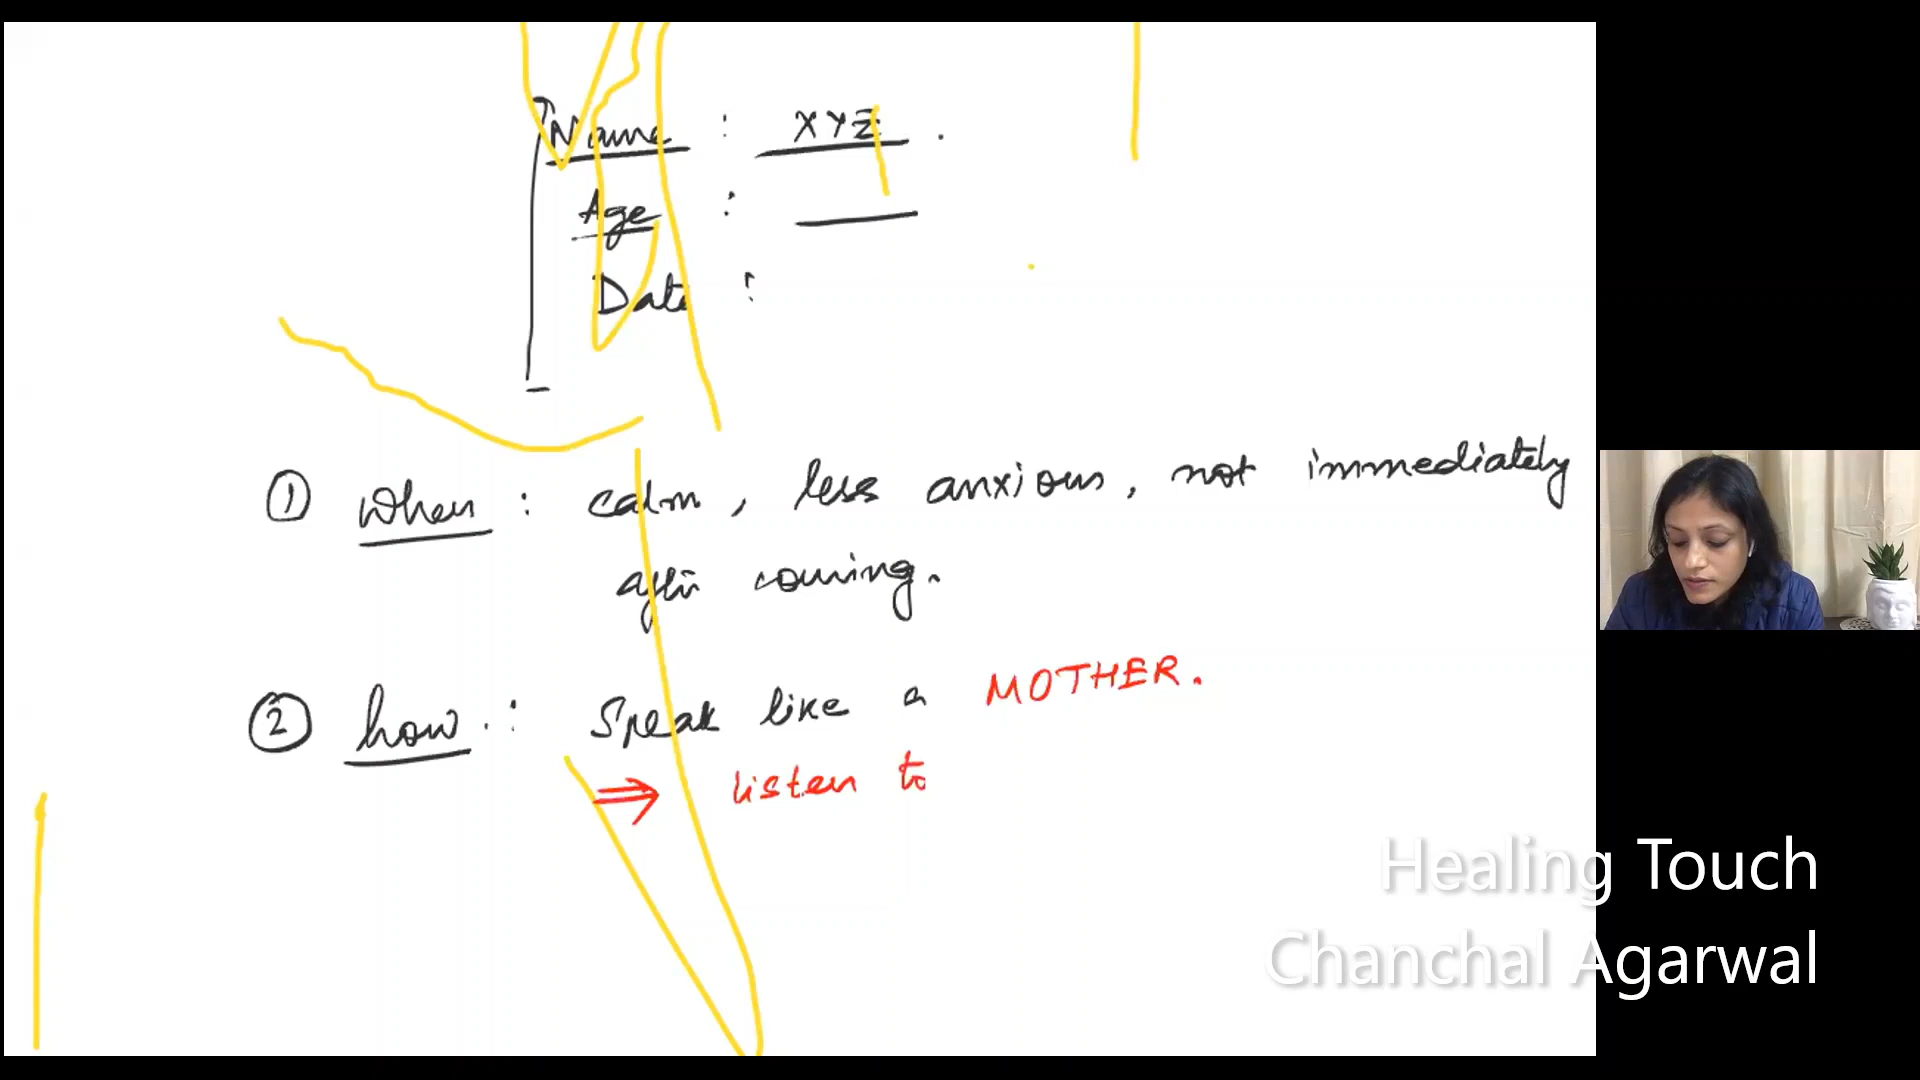 Name : XYZ .
Age :
Date :
① when : calm, less anxious, not immediately
after coming.
② how : Speak like a MOTHER.
⇒ listen to
Healing Touch
Chanchal Agarwal